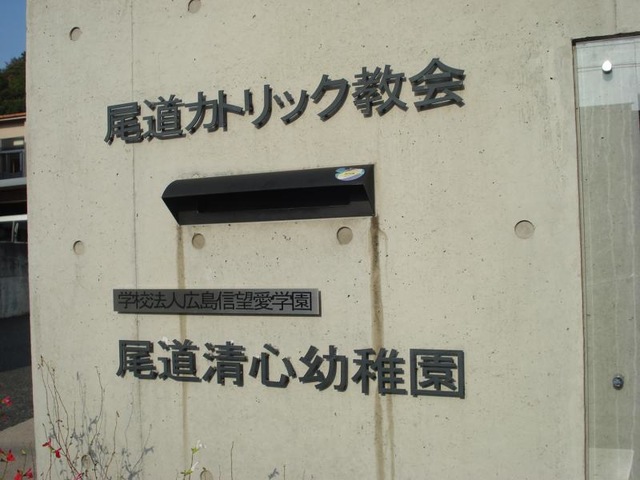 尾道カトリック教会
学校法人広島信望愛学園
尾道清心幼稚園